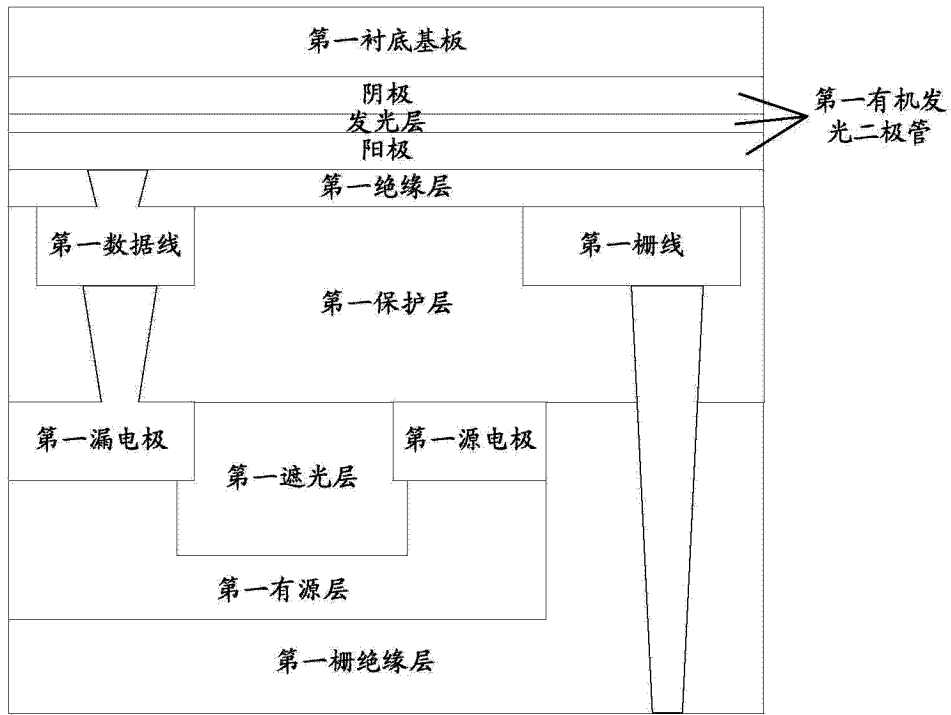 第一衬底基板
阴极
发光层
阳极
第一有机发
光二极管
第一绝缘层
第一数据线
第一栅线
第一保护层
第一漏电极
第一源电极
第一遮光层
第一有源层
第一栅绝缘层